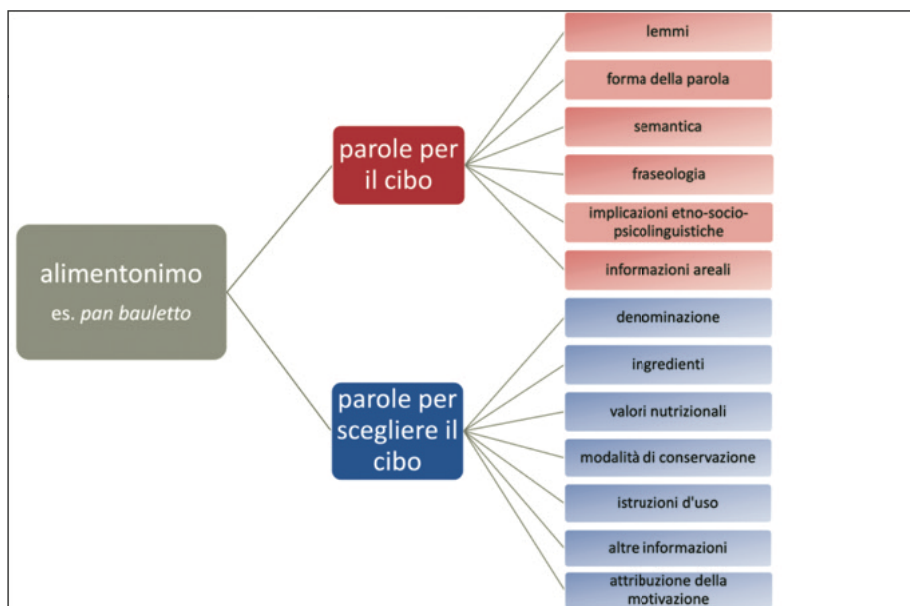 alimentonimo
es. pan bauletto
parole per
il cibo
lemmi
forma della parola
semantica
fraseologia
implicazioni etno-socio-
psicolinguistiche
informazioni areali
parole per
scegliere il
cibo
denominazione
ingredienti
valori nutrizionali
modalità di conservazione
istruzioni d'uso
altre informazioni
attribuzione della
motivazione